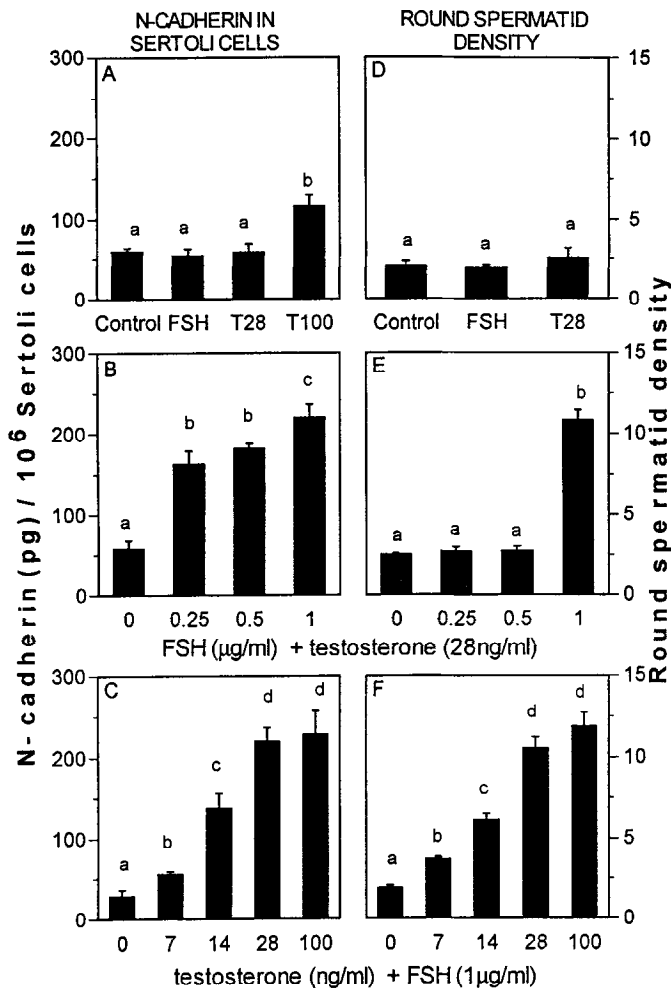 N-CADHERIN IN
SERTOLI CELLS
ROUND SPERMATID
DENSITY
N- cadherin (pg) / 10⁶ Sertoli cells
Round spermatid density
A
300
200
100
0
a
a
a
b
Control FSH T28 T100
D
15
10
5
0
a
a
a
Control FSH T28
B
300
200
100
0
a
b
b
c
0 0.25 0.5 1
E
15
10
5
0
a
a
a
b
0 0.25 0.5 1
FSH (µg/ml) + testosterone (28ng/ml)
C
300
200
100
0
a
b
c
d
d
0 7 14 28 100
F
15
10
5
0
a
b
c
d
d
0 7 14 28 100
testosterone (ng/ml) + FSH (1µg/ml)